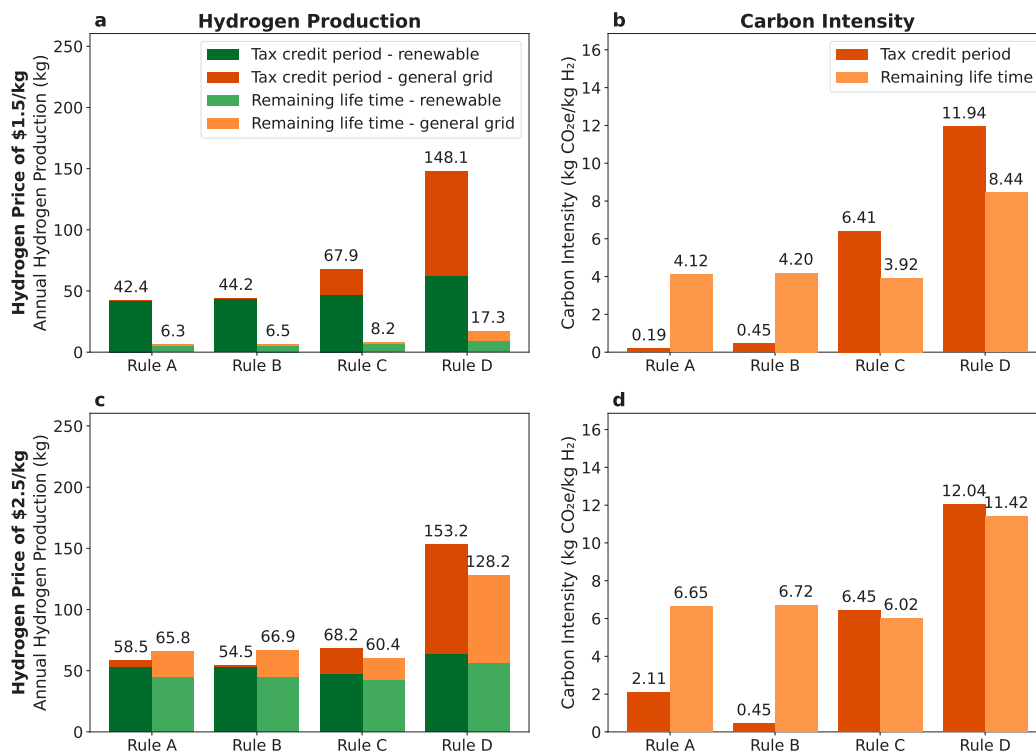 a
Hydrogen Production
Hydrogen Price of $1.5/kg
Annual Hydrogen Production (kg)
250
200
150
100
50
0
Tax credit period - renewable
Tax credit period - general grid
Remaining life time - renewable
Remaining life time - general grid
42.4
6.3
44.2
6.5
67.9
8.2
148.1
17.3
Rule A
Rule B
Rule C
Rule D
b
Carbon Intensity
Carbon Intensity (kg CO₂e/kg H₂)
16
14
12
10
8
6
4
2
0
Tax credit period
Remaining life time
0.19
4.12
0.45
4.20
6.41
3.92
11.94
8.44
Rule A
Rule B
Rule C
Rule D
c
Hydrogen Price of $2.5/kg
Annual Hydrogen Production (kg)
250
200
150
100
50
0
58.5
65.8
54.5
66.9
68.2
60.4
153.2
128.2
Rule A
Rule B
Rule C
Rule D
d
Carbon Intensity (kg CO₂e/kg H₂)
16
14
12
10
8
6
4
2
0
2.11
6.65
0.45
6.72
6.45
6.02
12.04
11.42
Rule A
Rule B
Rule C
Rule D